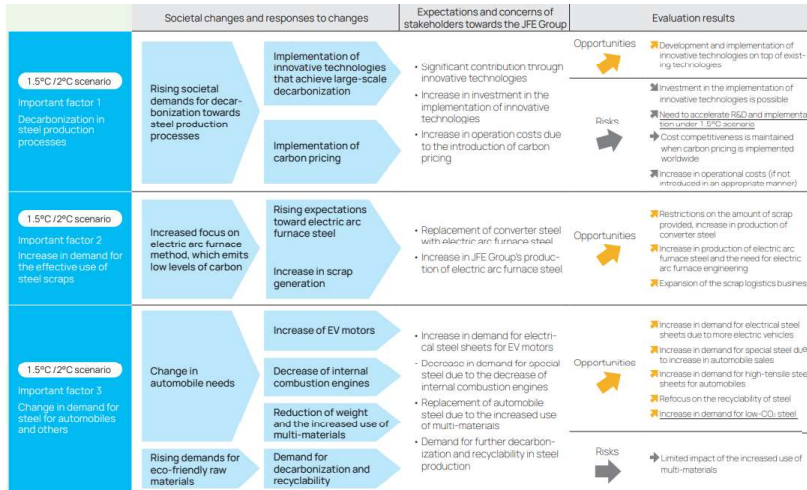 Societal changes and responses to changes
Expectations and concerns of
stakeholders towards the JFE Group
Evaluation results
1.5°C /2°C scenario
Important factor 1
Decarbonization in
steel production
processes
Rising societal
demands for decar-
bonization towards
steel production
processes
Implementation of
innovative technologies
that achieve large-scale
decarbonization
Implementation of
carbon pricing
• Significant contribution through
innovative technologies
• Increase in investment in the
implementation of innovative
technologies
• Increase in operation costs due
to the introduction of carbon
pricing
Opportunities
Development and implementation of
innovative technologies on top of exist-
ing technologies
Risks
Investment in the implementation of
innovative technologies is possible
Need to accelerate R&D and implementa
tion under 1.5°C scenario
Cost competitiveness is maintained
when carbon pricing is implemented
worldwide
Increase in operational costs (if not
introduced in an appropriate manner)
1.5°C /2°C scenario
Important factor 2
Increase in demand for
the effective use of
steel scraps
Increased focus on
electric arc furnace
method, which emits
low levels of carbon
Rising expectations
toward electric arc
furnace steel
Increase in scrap
generation
• Replacement of converter steel
with electric arc furnace steel
• Increase in JFE Group's produc-
tion of electric arc furnace steel
Opportunities
Restrictions on the amount of scrap
provided, increase in production of
converter steel
Increase in production of electric arc
furnace steel and the need for electric
arc furnace engineering
Expansion of the scrap logistics busines
1.5°C /2°C scenario
Important factor 3
Change in demand for
steel for automobiles
and others
Change in
automobile needs
Rising demands for
eco-friendly raw
materials
Increase of EV motors
Decrease of internal
combustion engines
Reduction of weight
and the increased use of
multi-materials
Demand for
decarbonization and
recyclability
• Increase in demand for electri-
cal steel sheets for EV motors
• Decrease in demand for special
steel due to the decrease of
internal combustion engines
• Replacement of automobile
steel due to the increased use
of multi-materials
• Demand for further decarbon-
ization and recyclability in steel
production
Opportunities
Increase in demand for electrical steel
sheets due to more electric vehicles
Increase in demand for special steel due
to increase in automobile sales
Increase in demand for high-tensile stee
sheets for automobiles
Refocus on the recyclability of steel
Increase in demand for low-CO₂ steel
Risks
Limited impact of the increased use of
multi-materials